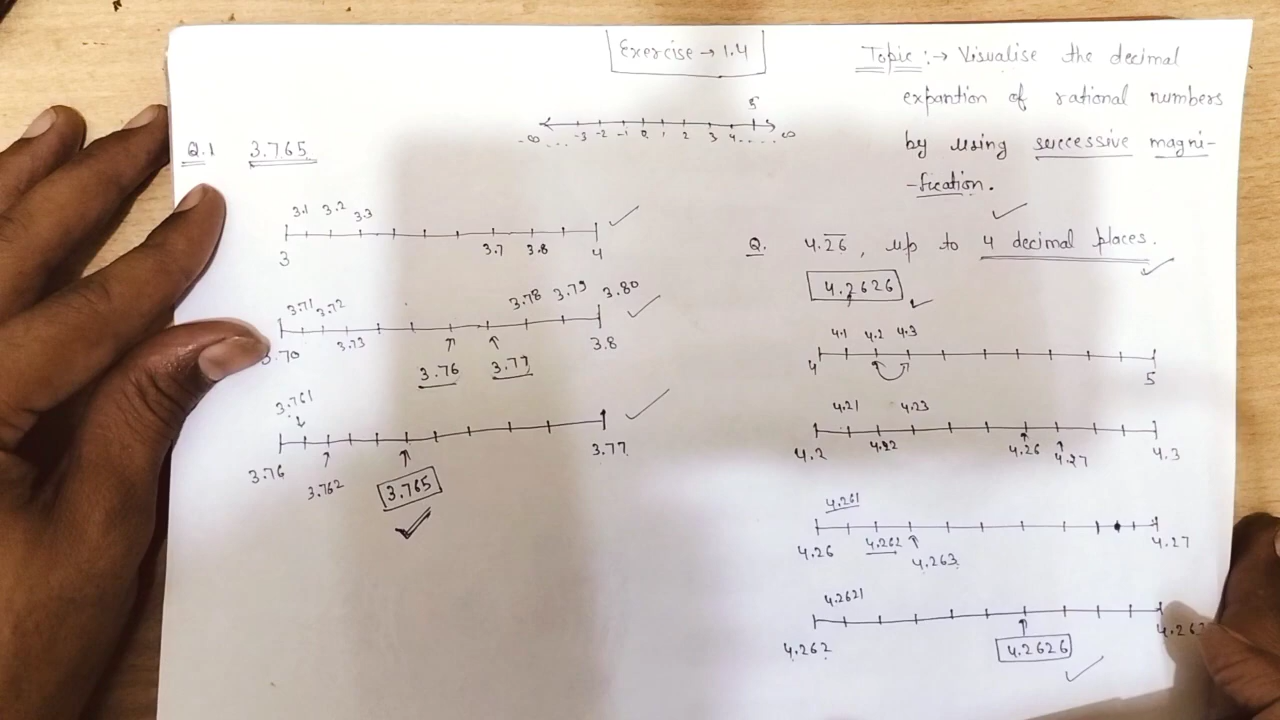 Exercise → 1.4
Topic :→ Visualise the decimal
expantion of rational numbers
by using successive magni-
-fication.
5
-∞ .... -3 -2 -1 0 1 2 3 4 .... ∞
Q.1 3.765
3.1 3.2 3.3
3.7 3.8
3 4
3.71 3.72 3.78 3.79 3.80
3.70 3.73 3.8
3.76 3.77
3.761
3.76 3.77
3.762 3.765
Q. 4.2̅6̅, up to 4 decimal places.
4.2626
4.1 4.2 4.3
4 5
4.21 4.23
4.2 4.22 4.26 4.27 4.3
4.261
4.26 4.262 4.263 4.27
4.2621
4.262 4.2626